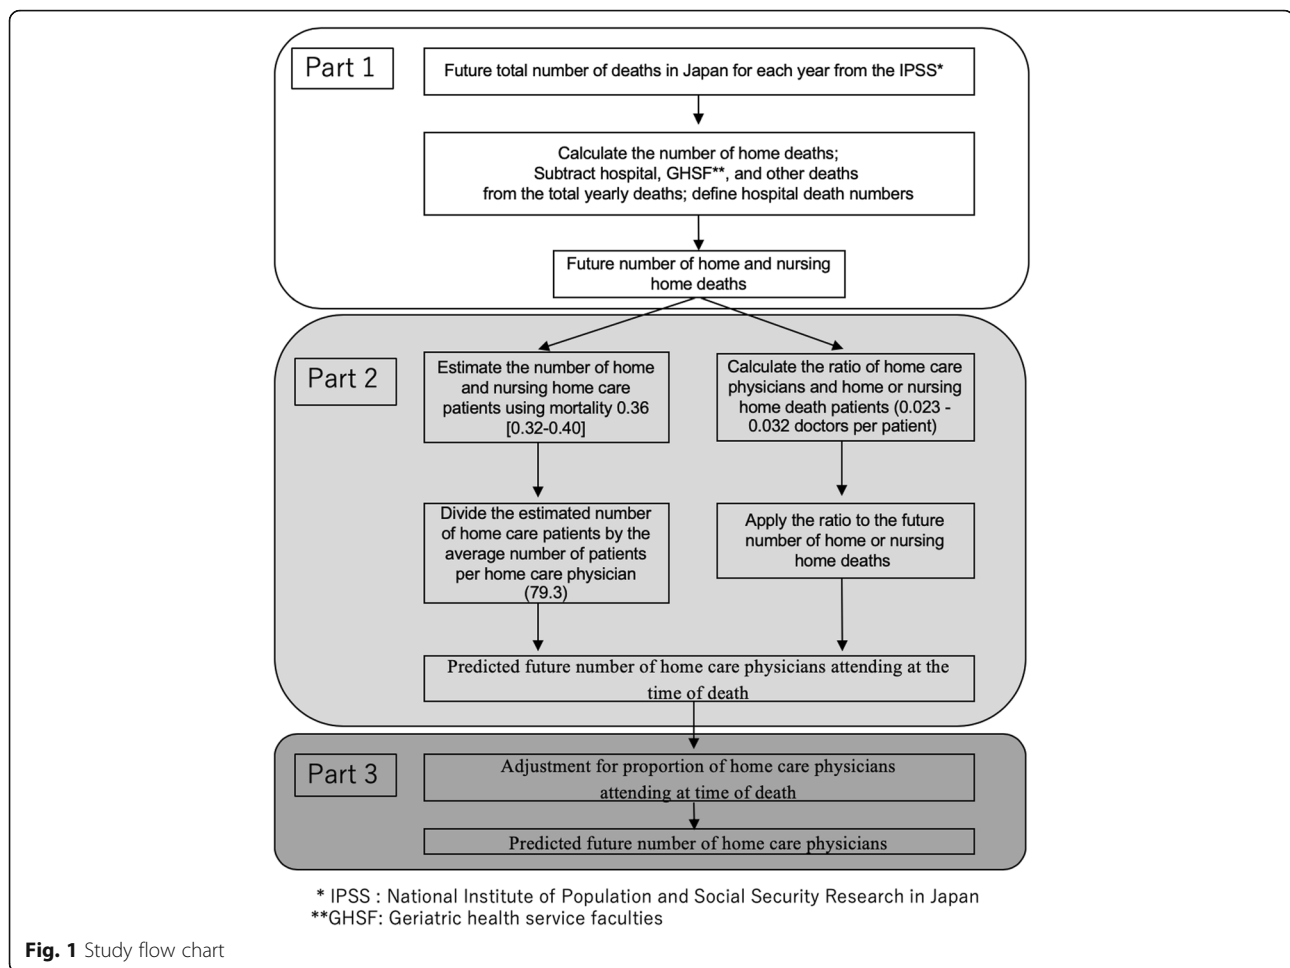 Part 1
Future total number of deaths in Japan for each year from the IPSS*
Calculate the number of home deaths;
Subtract hospital, GHSF**, and other deaths
from the total yearly deaths; define hospital death numbers
Future number of home and nursing
home deaths
Part 2
Estimate the number of home
and nursing home care
patients using mortality 0.36
[0.32-0.40]
Calculate the ratio of home care
physicians and home or nursing
home death patients (0.023 -
0.032 doctors per patient)
Divide the estimated number
of home care patients by the
average number of patients
per home care physician
(79.3)
Apply the ratio to the future
number of home or nursing
home deaths
Predicted future number of home care physicians attending at the
time of death
Part 3
Adjustment for proportion of home care physicians
attending at time of death
Predicted future number of home care physicians
* IPSS : National Institute of Population and Social Security Research in Japan
**GHSF: Geriatric health service faculties
Fig. 1 Study flow chart